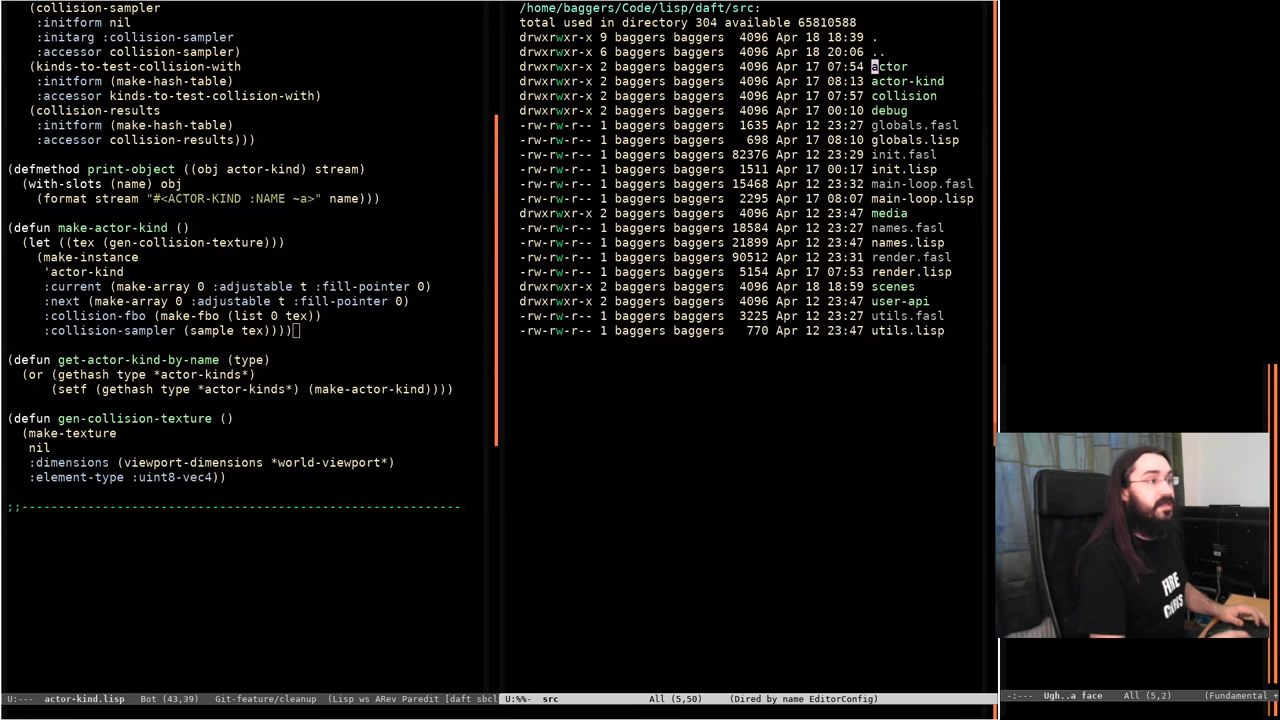 (collision-sampler
:initform nil
:initarg :collision-sampler
:accessor collision-sampler)
(kinds-to-test-collision-with
:initform (make-hash-table)
:accessor kinds-to-test-collision-with)
(collision-results
:initform (make-hash-table)
:accessor collision-results)))
(defmethod print-object ((obj actor-kind) stream)
(with-slots (name) obj
(format stream "#<ACTOR-KIND :NAME ~a>" name)))
(defun make-actor-kind ()
(let ((tex (gen-collision-texture)))
(make-instance
'actor-kind
:current (make-array 0 :adjustable t :fill-pointer 0)
:next (make-array 0 :adjustable t :fill-pointer 0)
:collision-fbo (make-fbo (list 0 tex))
:collision-sampler (sample tex))))
(defun get-actor-kind-by-name (type)
(or (gethash type *actor-kinds*)
(setf (gethash type *actor-kinds*) (make-actor-kind))))
(defun gen-collision-texture ()
(make-texture
nil
:dimensions (viewport-dimensions *world-viewport*)
:element-type :uint8-vec4))
;;------------------------------------------------------------
U:--- actor-kind.lisp Bot (43,39) Git-feature/cleanup (Lisp ws ARev Paredit [daft sbcl
/home/baggers/Code/lisp/daft/src:
total used in directory 304 available 65810588
drwxrwxr-x 9 baggers baggers 4096 Apr 18 18:39 .
drwxrwxr-x 6 baggers baggers 4096 Apr 18 20:06 ..
drwxrwxr-x 2 baggers baggers 4096 Apr 17 07:54 actor
drwxrwxr-x 2 baggers baggers 4096 Apr 17 08:13 actor-kind
drwxrwxr-x 2 baggers baggers 4096 Apr 17 07:57 collision
drwxrwxr-x 2 baggers baggers 4096 Apr 17 00:10 debug
-rw-rw-r-- 1 baggers baggers 1635 Apr 12 23:27 globals.fasl
-rw-rw-r-- 1 baggers baggers 698 Apr 17 08:10 globals.lisp
-rw-rw-r-- 1 baggers baggers 82376 Apr 12 23:29 init.fasl
-rw-rw-r-- 1 baggers baggers 1511 Apr 17 00:17 init.lisp
-rw-rw-r-- 1 baggers baggers 15468 Apr 12 23:32 main-loop.fasl
-rw-rw-r-- 1 baggers baggers 2295 Apr 17 08:07 main-loop.lisp
drwxrwxr-x 2 baggers baggers 4096 Apr 12 23:47 media
-rw-rw-r-- 1 baggers baggers 18584 Apr 12 23:27 names.fasl
-rw-rw-r-- 1 baggers baggers 21899 Apr 12 23:47 names.lisp
-rw-rw-r-- 1 baggers baggers 90512 Apr 12 23:31 render.fasl
-rw-rw-r-- 1 baggers baggers 5154 Apr 17 07:53 render.lisp
drwxrwxr-x 2 baggers baggers 4096 Apr 18 18:59 scenes
drwxrwxr-x 2 baggers baggers 4096 Apr 12 23:47 user-api
-rw-rw-r-- 1 baggers baggers 3225 Apr 12 23:27 utils.fasl
-rw-rw-r-- 1 baggers baggers 770 Apr 12 23:47 utils.lisp
U:%%- src All (5,50) (Dired by name EditorConfig)
FIRE
-:--- Ugh..a face All (5,2) (Fundamental +